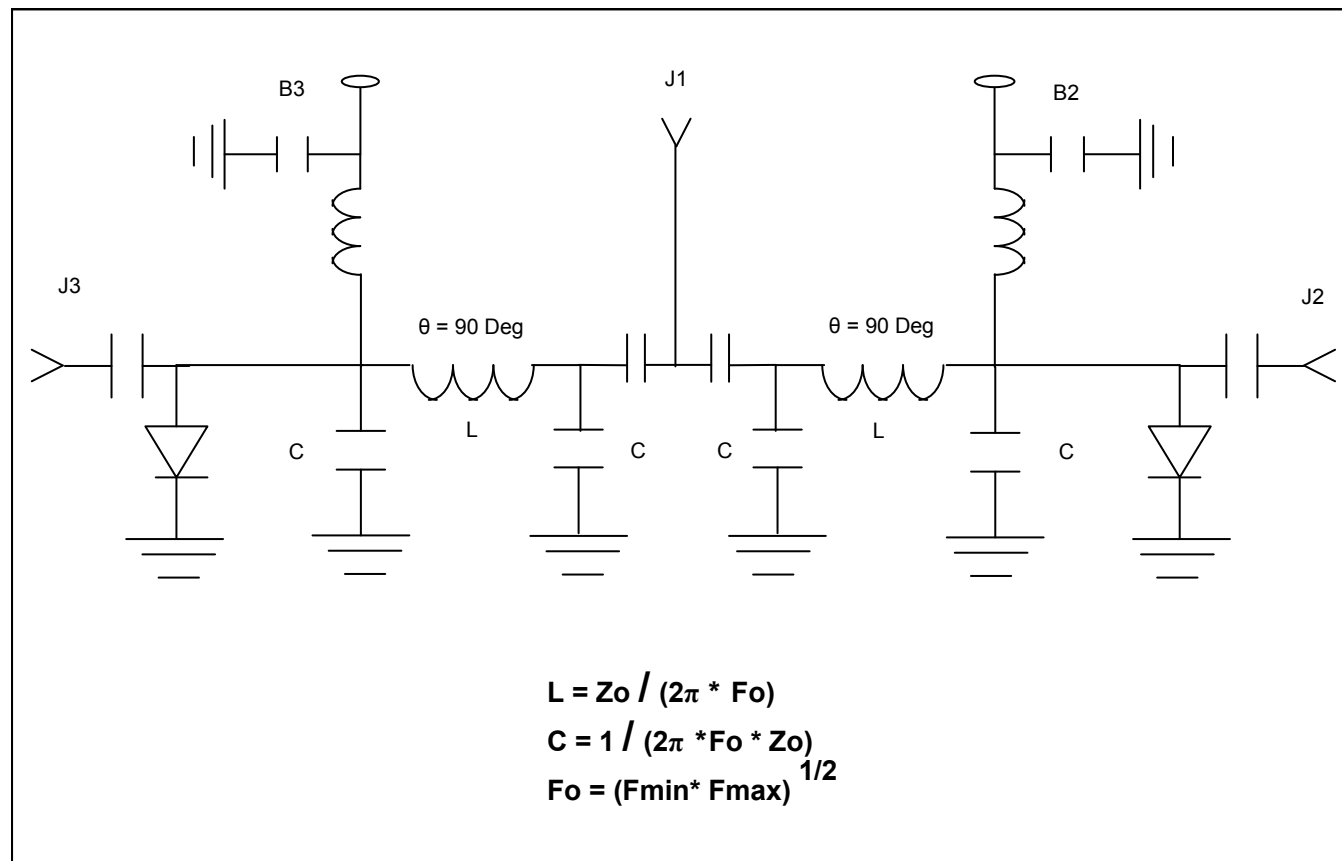 B3
J1
B2
J3
J2
θ = 90 Deg
θ = 90 Deg
L
L
C
C
C
C
L = Zo / (2π * Fo)
C = 1 / (2π *Fo * Zo)
Fo = (Fmin* Fmax) 1/2